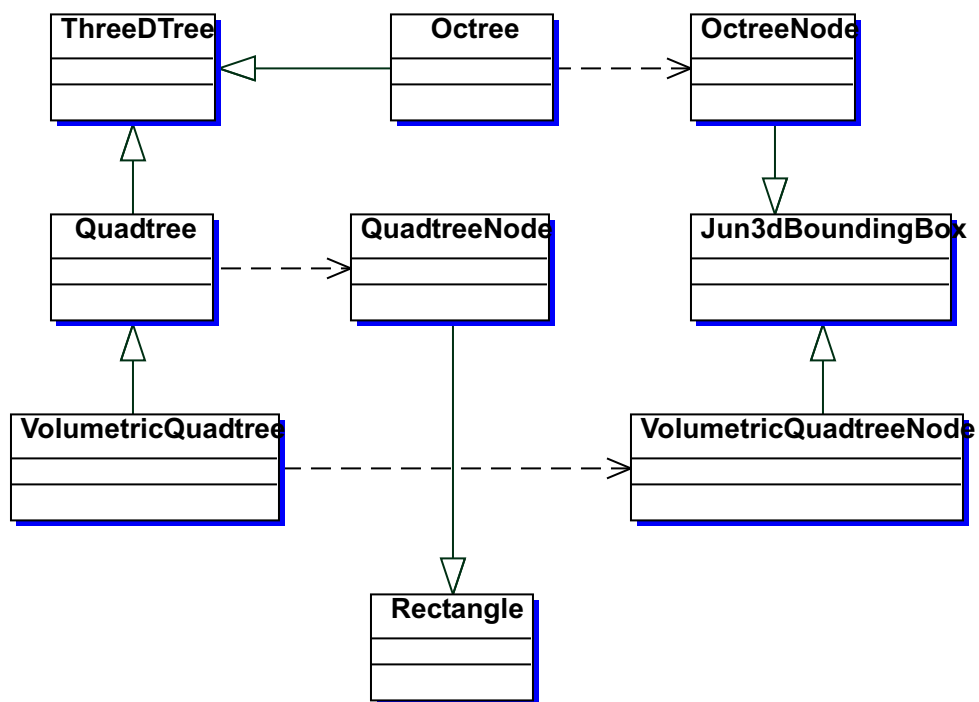 ThreeDTree
Octree
OctreeNode
Quadtree
QuadtreeNode
Jun3dBoundingBox
VolumetricQuadtree
VolumetricQuadtreeNode
Rectangle